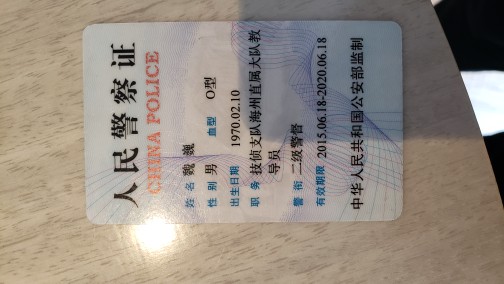 人民警察证
CHINA POLICE
姓 名 魏 巍
性 别 男 血型 O型
出生日期 1970.02.10
职 务 技侦支队海州直属大队教
导员
警 衔 二级警督
有效期限 2015.06.18-2020.06.18
中华人民共和国公安部监制